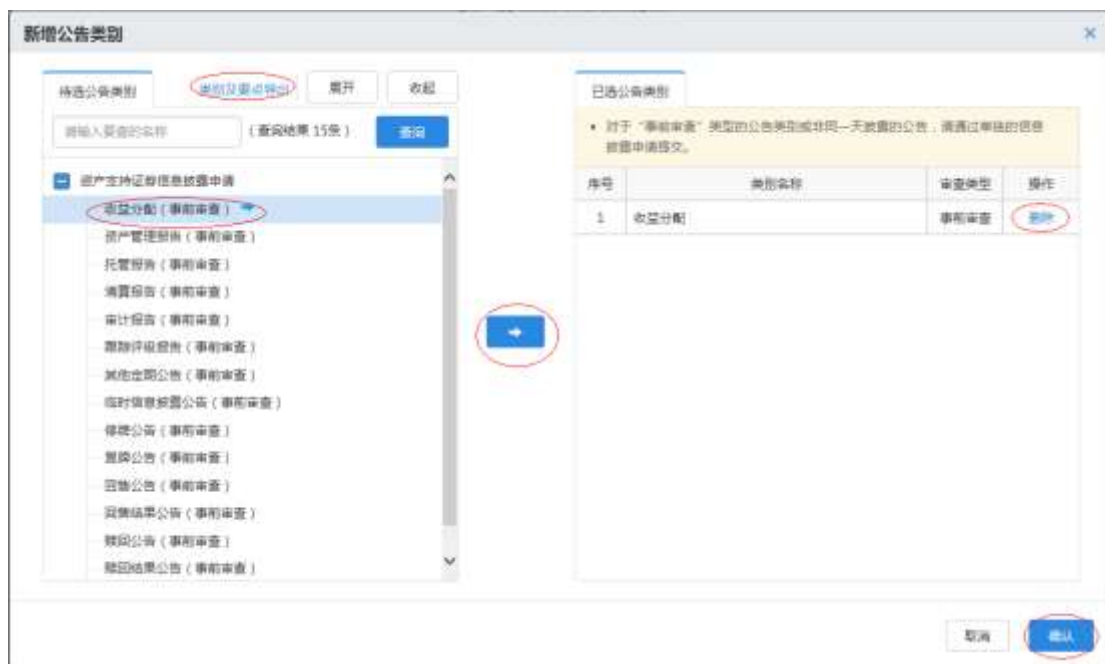 新增公告类别
×
待选公告类别
类别及要点导出
展开
收起
请输入要查的名称
(查询结果 15条)
查询
资产支持证券信息披露申请
收益分配(事前审查)
资产管理报告(事前审查)
托管报告(事前审查)
清算报告(事前审查)
审计报告(事前审查)
跟踪评级报告(事前审查)
其他定期公告(事前审查)
临时信息披露公告(事前审查)
停牌公告(事前审查)
复牌公告(事前审查)
回售公告(事前审查)
回售结果公告(事前审查)
赎回公告(事前审查)
赎回结果公告(事前审查)
已选公告类别
• 对于“事前审查”类型的公告类别或非同一天披露的公告,请通过单独的信息
披露申请提交。
序号 类别名称 审查类型 操作
1 收益分配 事前审查 删除
取消
确认